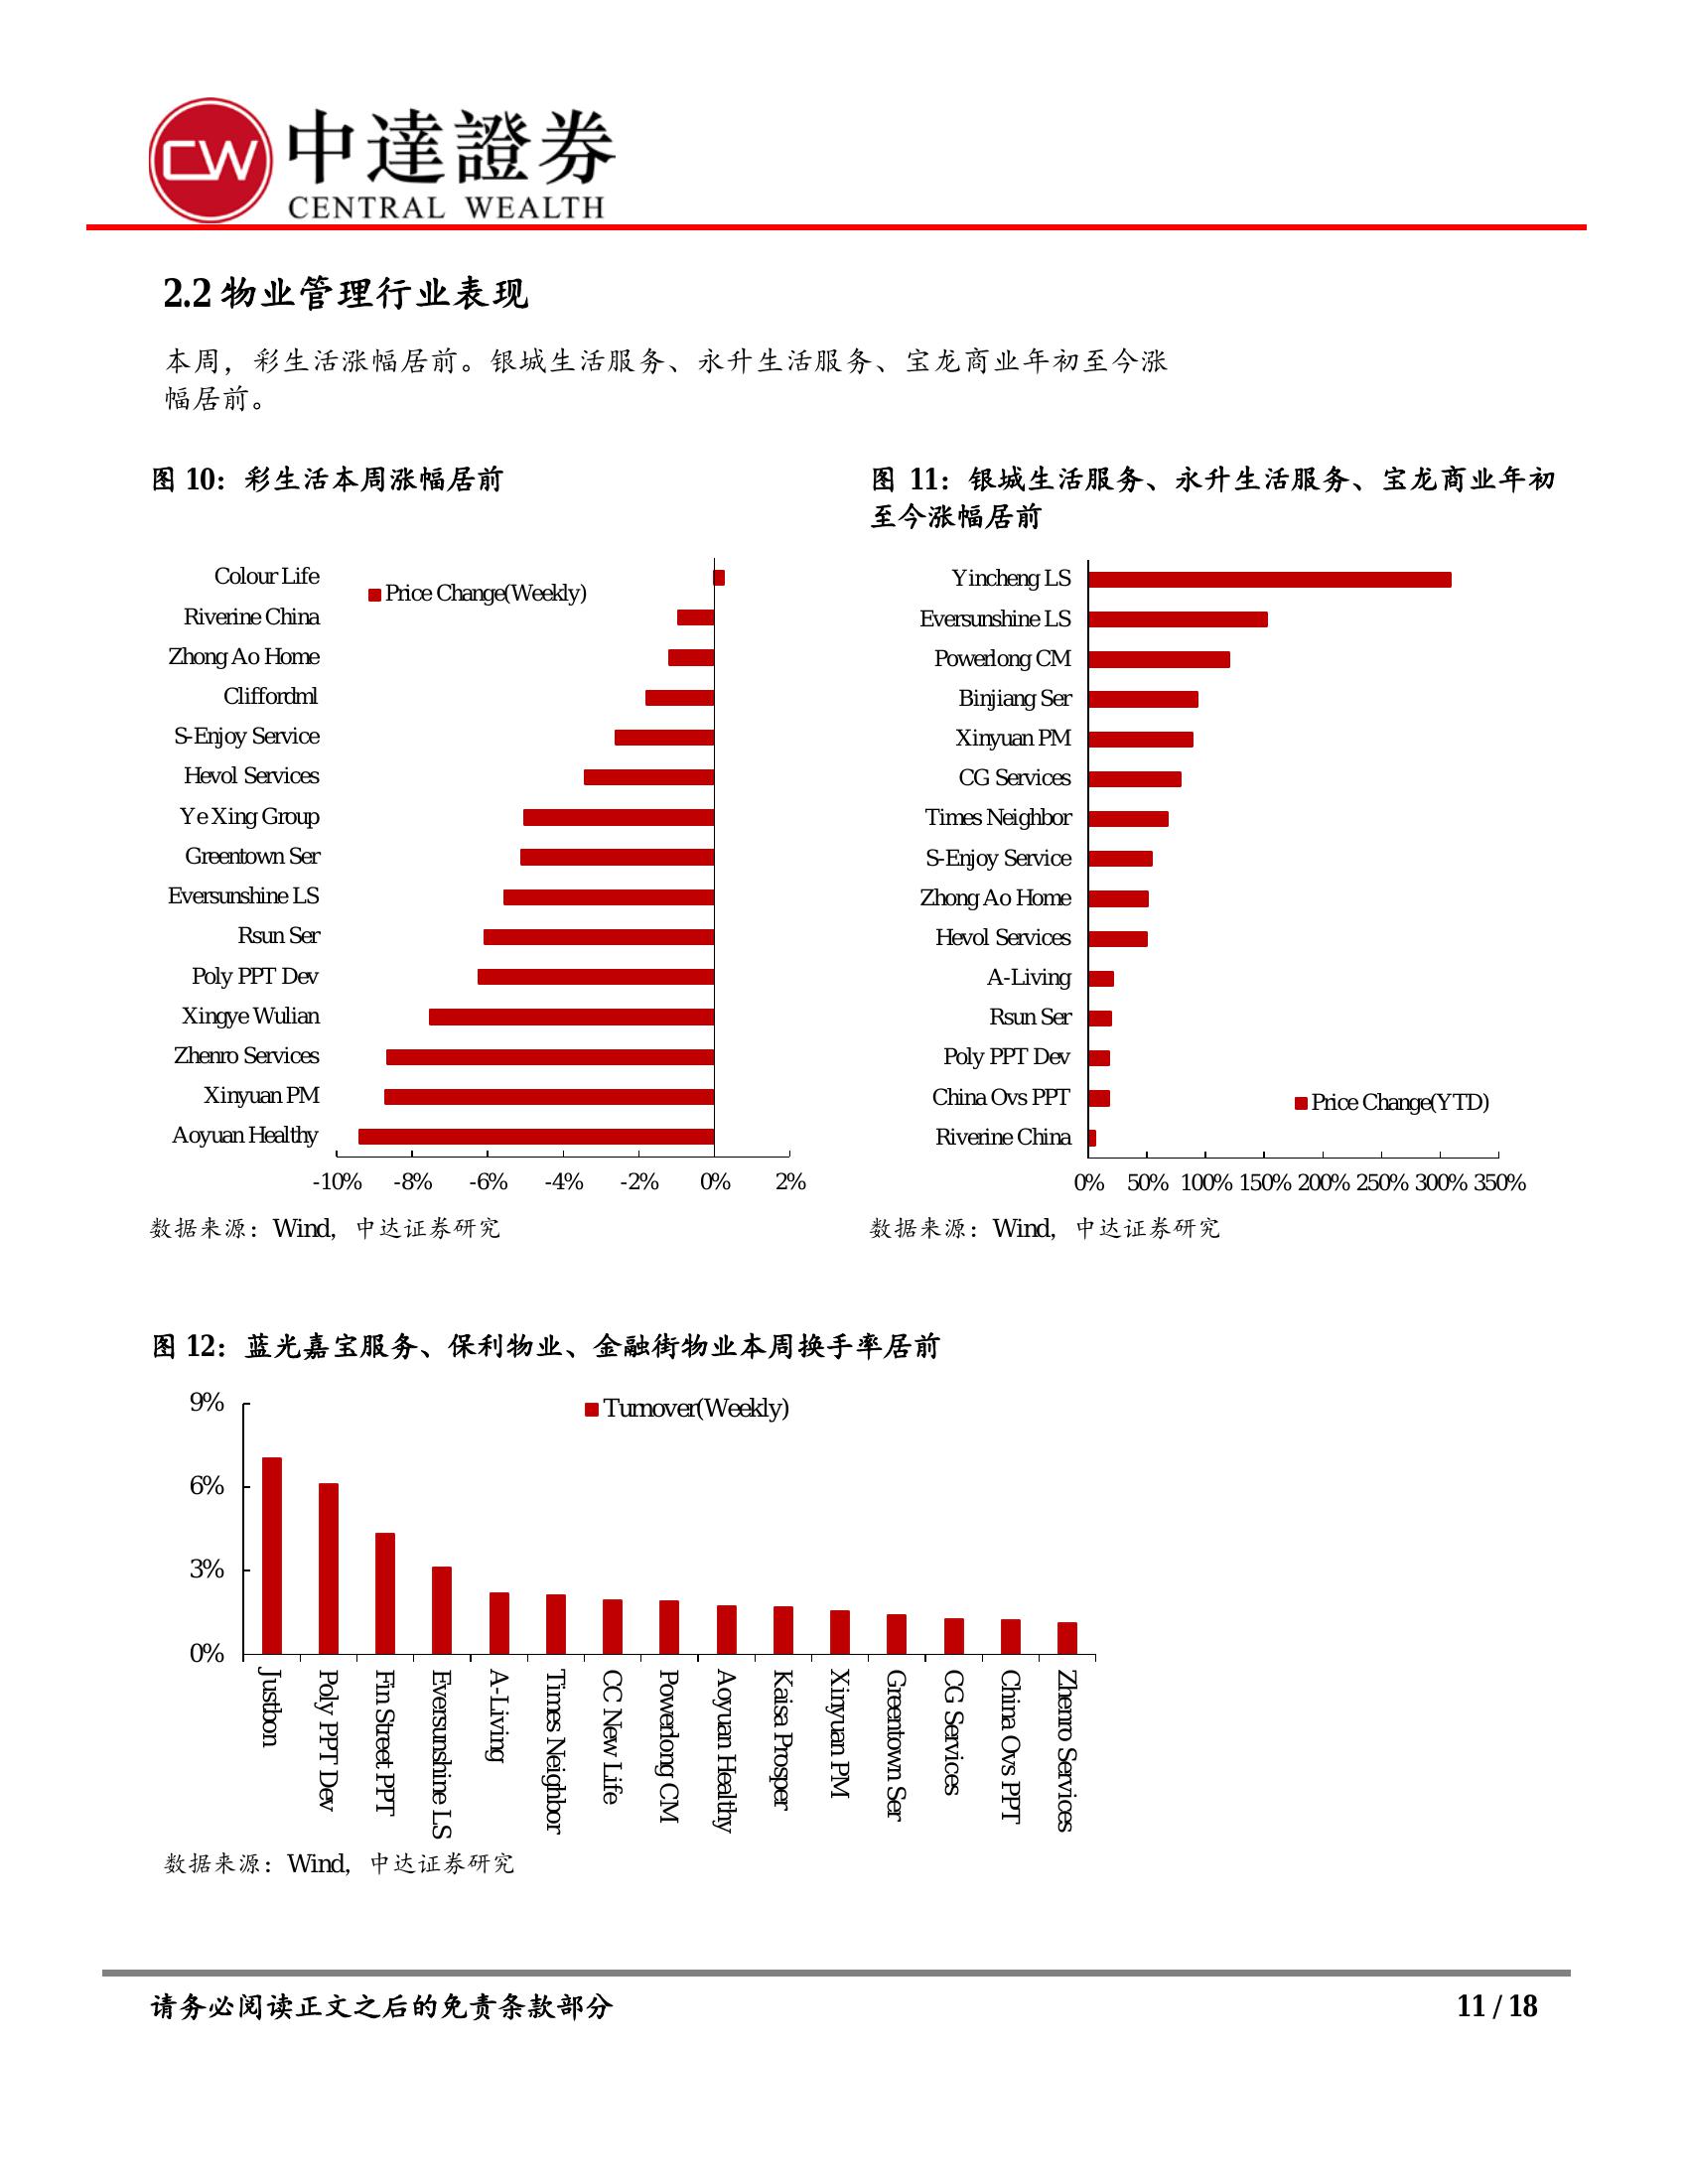 CW 中達證券
CENTRAL WEALTH
2.2 物业管理行业表现
本周，彩生活涨幅居前。银城生活服务、永升生活服务、宝龙商业年初至今涨
幅居前。
图 10：彩生活本周涨幅居前
Price Change(Weekly)
Colour Life
Riverine China
Zhong Ao Home
Cliffordml
S-Enjoy Service
Hevol Services
Ye Xing Group
Greentown Ser
Eversunshine LS
Rsun Ser
Poly PPT Dev
Xingye Wulian
Zhenro Services
Xinyuan PM
Aoyuan Healthy
-10% -8% -6% -4% -2% 0% 2%
数据来源：Wind，中达证券研究
图 11：银城生活服务、永升生活服务、宝龙商业年初
至今涨幅居前
Yincheng LS
Eversunshine LS
Powerlong CM
Binjiang Ser
Xinyuan PM
CG Services
Times Neighbor
S-Enjoy Service
Zhong Ao Home
Hevol Services
A-Living
Rsun Ser
Poly PPT Dev
China Ovs PPT
Riverine China
Price Change(YTD)
0% 50% 100% 150% 200% 250% 300% 350%
数据来源：Wind，中达证券研究
图 12：蓝光嘉宝服务、保利物业、金融街物业本周换手率居前
Turnover(Weekly)
9%
6%
3%
0%
Justbon
Poly PPT Dev
Fin Street PPT
Eversunshine LS
A-Living
Times Neighbor
CC New Life
Powerlong CM
Aoyuan Healthy
Kaisa Prosper
Xinyuan PM
Greentown Ser
CG Services
China Ovs PPT
Zhenro Services
数据来源：Wind，中达证券研究
请务必阅读正文之后的免责条款部分
11 / 18